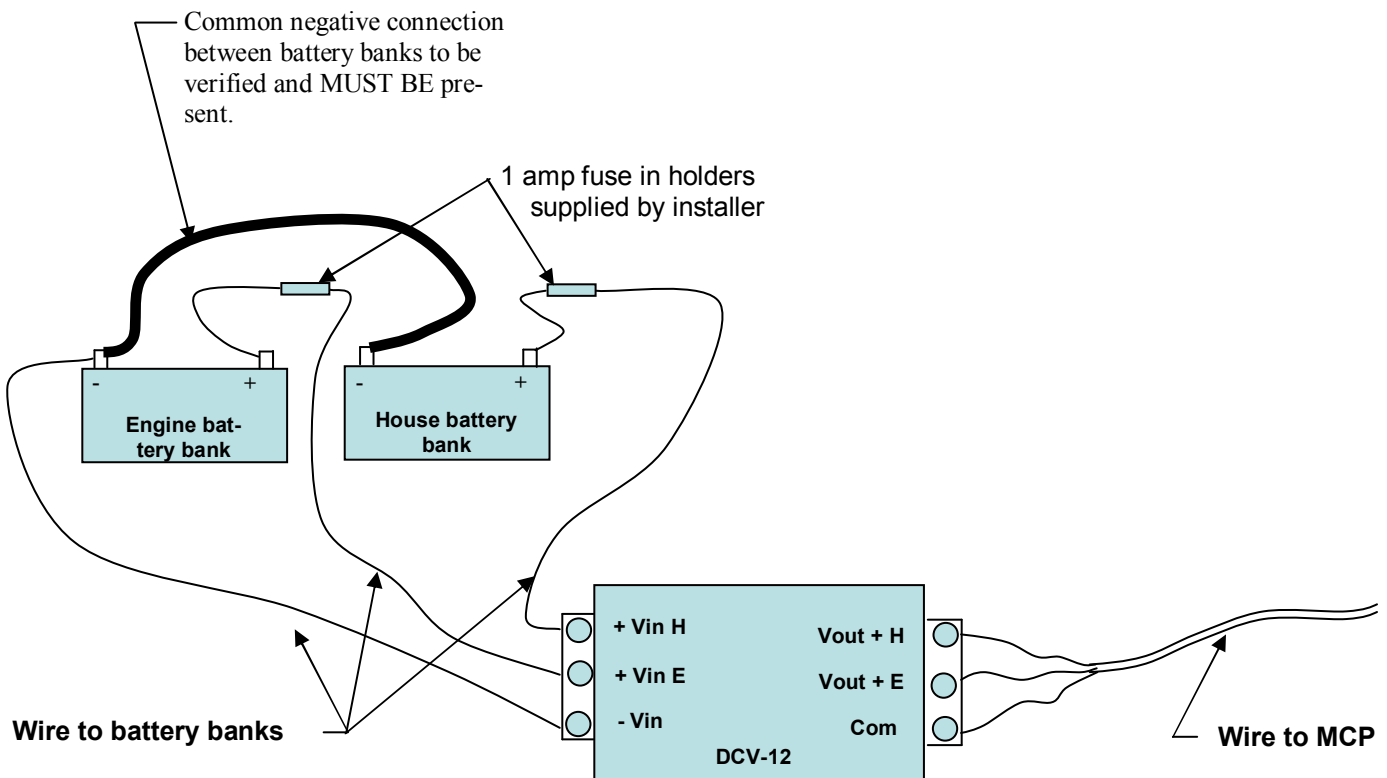 Common negative connection
between battery banks to be
verified and MUST BE pre-
sent.
1 amp fuse in holders
supplied by installer
- +
Engine bat-
tery bank
- +
House battery
bank
+ Vin H
+ Vin E
- Vin
Vout + H
Vout + E
Com
DCV-12
Wire to battery banks
Wire to MCP